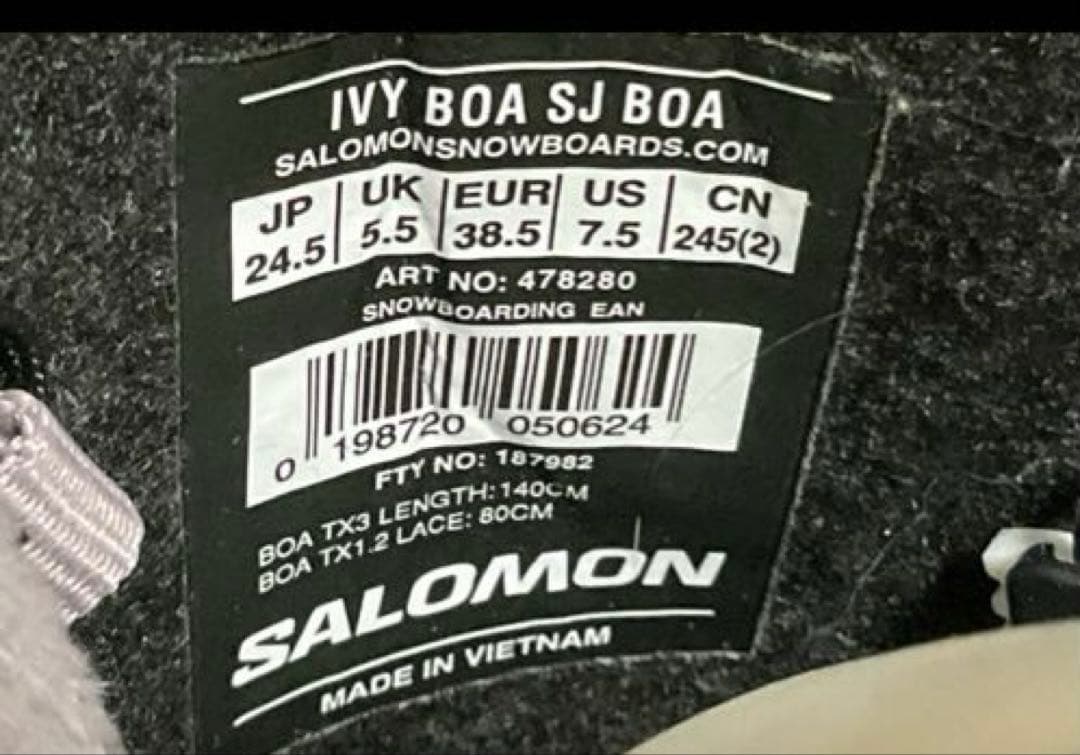 IVY BOA SJ BOA
SALOMONSNOWBOARDS.COM
JP UK EUR US CN
24.5 5.5 38.5 7.5 245(2)
ART NO: 478280
SNOWBOARDING EAN
0 198720 050624
FTY NO: 187982
BOA TX3 LENGTH: 140CM
BOA TX1.2 LACE: 80CM
SALOMON
MADE IN VIETNAM